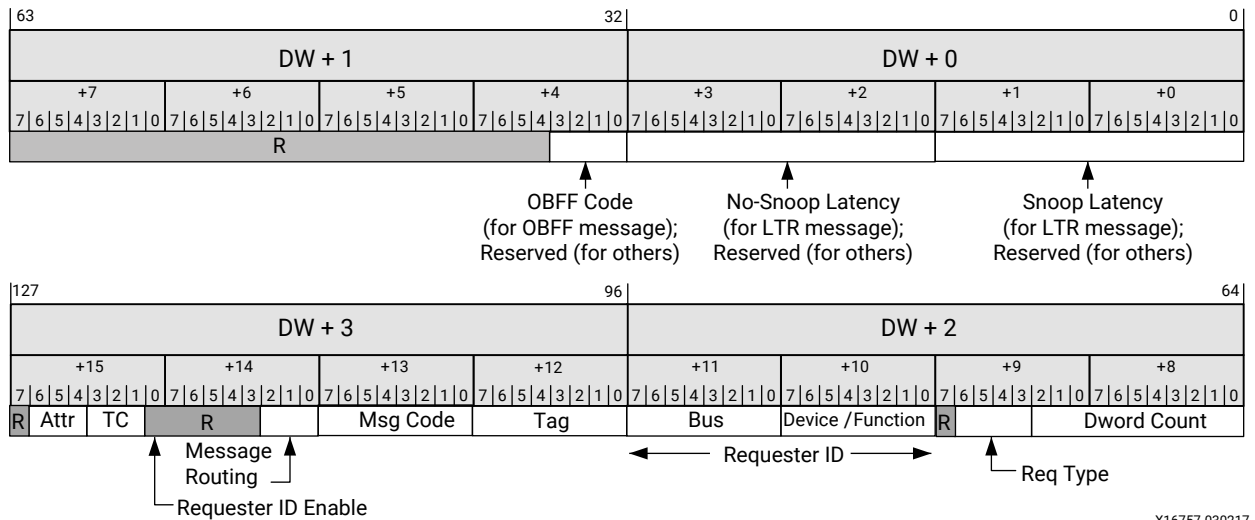 63 32 0
DW + 1 DW + 0
+7 +6 +5 +4 +3 +2 +1 +0
7 6 5 4 3 2 1 0 7 6 5 4 3 2 1 0 7 6 5 4 3 2 1 0 7 6 5 4 3 2 1 0 7 6 5 4 3 2 1 0 7 6 5 4 3 2 1 0 7 6 5 4 3 2 1 0 7 6 5 4 3 2 1 0
R
OBFF Code No-Snoop Latency Snoop Latency
(for OBFF message); (for LTR message); (for LTR message);
Reserved (for others) Reserved (for others) Reserved (for others)
127 96 64
DW + 3 DW + 2
+15 +14 +13 +12 +11 +10 +9 +8
7 6 5 4 3 2 1 0 7 6 5 4 3 2 1 0 7 6 5 4 3 2 1 0 7 6 5 4 3 2 1 0 7 6 5 4 3 2 1 0 7 6 5 4 3 2 1 0 7 6 5 4 3 2 1 0 7 6 5 4 3 2 1 0
R Attr TC R Msg Code Tag Bus Device /Function R Dword Count
Message
Routing
Requester ID
Req Type
Requester ID Enable
X16757-030217